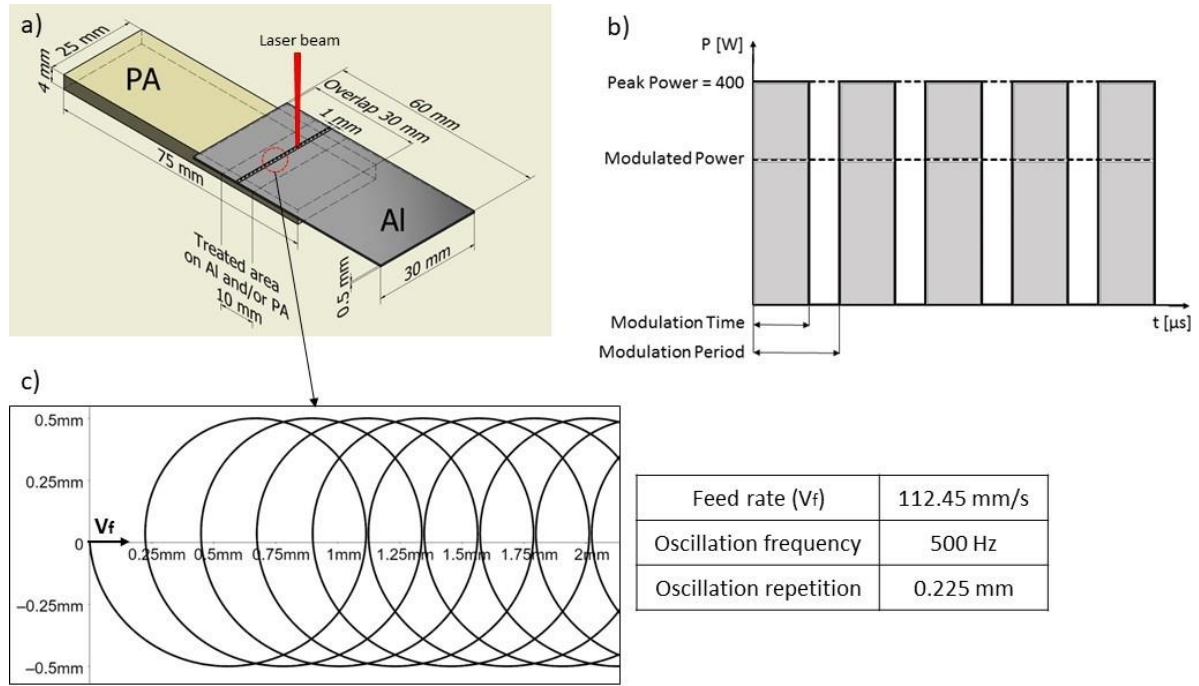 a)
Laser beam
25 mm
4 mm
PA
60 mm
Overlap 30 mm
1 mm
75 mm
Al
Treated area
on Al and/or PA
10 mm
0.5 mm
30 mm
b)
P [W]
Peak Power = 400
Modulated Power
t [µs]
Modulation Time
Modulation Period
c)
0.5mm
0.25mm
Vf
0
0.25mm 0.5mm 0.75mm 1mm 1.25mm 1.5mm 1.75mm 2mm
−0.25mm
−0.5mm
Feed rate (Vf) 112.45 mm/s
Oscillation frequency 500 Hz
Oscillation repetition 0.225 mm